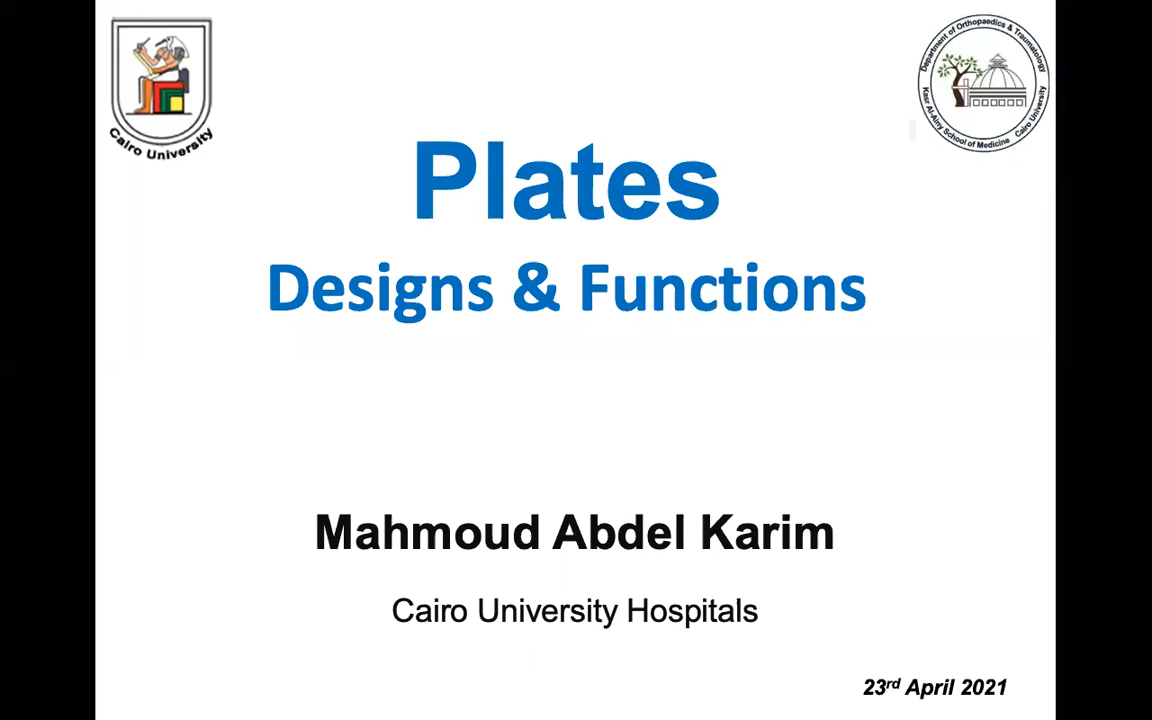 Cairo University
Department of Orthopaedics & Traumatology
Kasr Al-Ainy School of Medicine Cairo University
Plates
Designs & Functions
Mahmoud Abdel Karim
Cairo University Hospitals
23rd April 2021